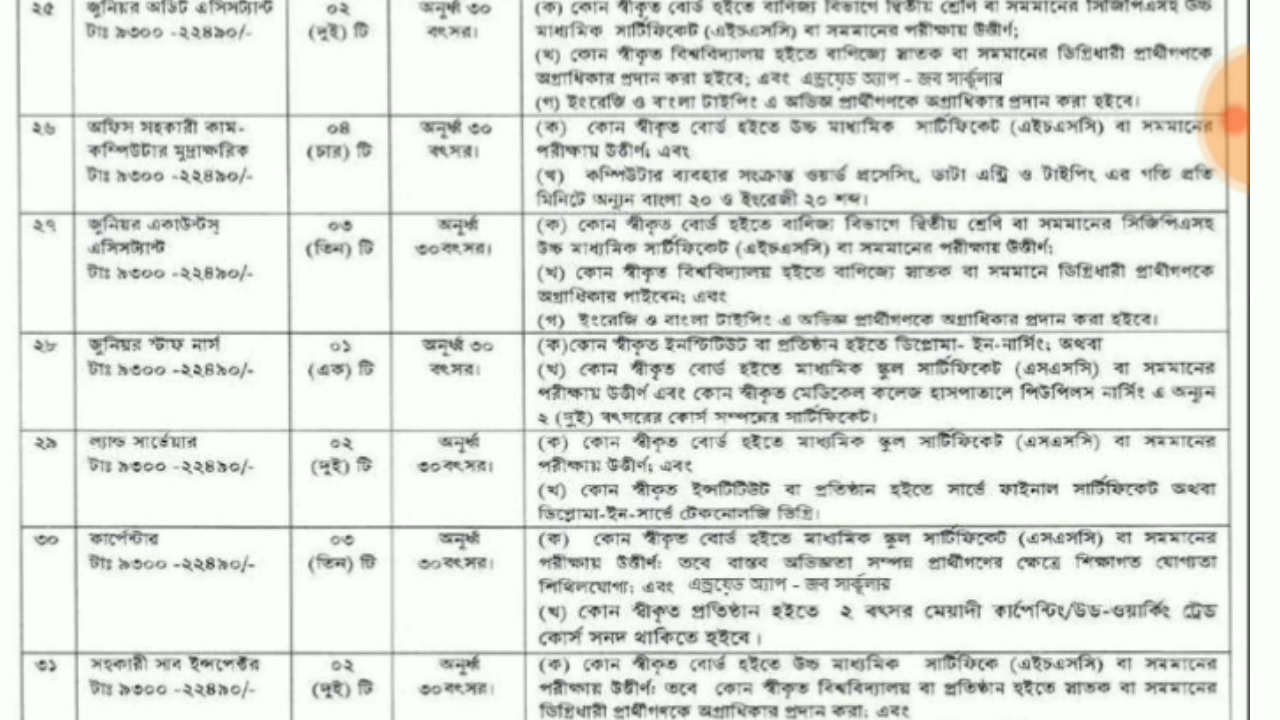 ২৫ জুনিয়র অডিট এসিসট্যান্ট ০২ অনূর্ধ্ব ৩০ (ক) কোন স্বীকৃত বোর্ড হইতে বাণিজ্য বিভাগে দ্বিতীয় শ্রেণি বা সমমানের সিজিপিএসহ উচ্চ
টাঃ ৯৩০০ -২২৪৯০/- (দুই) টি বৎসর। মাধ্যমিক সার্টিফিকেট (এইচএসসি) বা সমমানের পরীক্ষায় উত্তীর্ণ;
(খ) কোন স্বীকৃত বিশ্ববিদ্যালয় হইতে বাণিজ্যে স্নাতক বা সমমানের ডিগ্রিধারী প্রার্থীগণকে
অগ্রাধিকার প্রদান করা হইবে; এবং এন্ড্রয়েড অ্যাপ - জব সার্কুলার
(গ) ইংরেজি ও বাংলা টাইপিং এ অভিজ্ঞ প্রার্থীগণকে অগ্রাধিকার প্রদান করা হইবে।
২৬ অফিস সহকারী কাম- ০৪ অনূর্ধ্ব ৩০ (ক) কোন স্বীকৃত বোর্ড হইতে উচ্চ মাধ্যমিক সার্টিফিকেট (এইচএসসি) বা সমমানের
কম্পিউটার মুদ্রাক্ষরিক (চার) টি বৎসর। পরীক্ষায় উত্তীর্ণ; এবং
টাঃ ৯৩০০ -২২৪৯০/- (খ) কম্পিউটার ব্যবহার সংক্রান্ত ওয়ার্ড প্রসেসিং, ডাটা এন্ট্রি ও টাইপিং এর গতি প্রতি
মিনিটে অন্যূন বাংলা ২০ ও ইংরেজী ২০ শব্দ।
২৭ জুনিয়র একাউন্টস্ ০৩ অনূর্ধ্ব (ক) কোন স্বীকৃত বোর্ড হইতে বাণিজ্য বিভাগে দ্বিতীয় শ্রেণি বা সমমানের সিজিপিএসহ
এসিসট্যান্ট (তিন) টি ৩০বৎসর। উচ্চ মাধ্যমিক সার্টিফিকেট (এইচএসসি) বা সমমানের পরীক্ষায় উত্তীর্ণ;
টাঃ ৯৩০০ -২২৪৯০/- (খ) কোন স্বীকৃত বিশ্ববিদ্যালয় হইতে বাণিজ্যে স্নাতক বা সমমানে ডিগ্রিধারী প্রার্থীগণকে
অগ্রাধিকার পাইবেন; এবং
(গ) ইংরেজি ও বাংলা টাইপিং এ অভিজ্ঞ প্রার্থীগণকে অগ্রাধিকার প্রদান করা হইবে।
২৮ জুনিয়র স্টাফ নার্স ০১ অনূর্ধ্ব ৩০ (ক)কোন স্বীকৃত ইনস্টিটিউট বা প্রতিষ্ঠান হইতে ডিপ্লোমা- ইন-নার্সিং; অথবা
টাঃ ৯৩০০ -২২৪৯০/- (এক) টি বৎসর। (খ) কোন স্বীকৃত বোর্ড হইতে মাধ্যমিক স্কুল সার্টিফিকেট (এসএসসি) বা সমমানের
পরীক্ষায় উত্তীর্ণ এবং কোন স্বীকৃত মেডিকেল কলেজ হাসপাতালে পিউপিলস নার্সিং এ অন্যূন
২ (দুই) বৎসরের কোর্স সম্পন্নের সার্টিফিকেট।
২৯ ল্যান্ড সার্ভেয়ার ০২ অনূর্ধ্ব (ক) কোন স্বীকৃত বোর্ড হইতে মাধ্যমিক স্কুল সার্টিফিকেট (এসএসসি) বা সমমানের
টাঃ ৯৩০০ -২২৪৯০/- (দুই) টি ৩০বৎসর। পরীক্ষায় উত্তীর্ণ; এবং
(খ) কোন স্বীকৃত ইন্সটিটিউট বা প্রতিষ্ঠান হইতে সার্ভে ফাইনাল সার্টিফিকেট অথবা
ডিপ্লোমা-ইন-সার্ভে টেকনোলজি ডিগ্রি।
৩০ কার্পেন্টার ০৩ অনূর্ধ্ব (ক) কোন স্বীকৃত বোর্ড হইতে মাধ্যমিক স্কুল সার্টিফিকেট (এসএসসি) বা সমমানের
টাঃ ৯৩০০ -২২৪৯০/- (তিন) টি ৩০বৎসর। পরীক্ষায় উত্তীর্ণ: তবে বাস্তব অভিজ্ঞতা সম্পন্ন প্রার্থীগণের ক্ষেত্রে শিক্ষাগত যোগ্যতা
শিথিলযোগ্য; এবং এন্ড্রয়েড অ্যাপ - জব সার্কুলার
(খ) কোন স্বীকৃত প্রতিষ্ঠান হইতে ২ বৎসর মেয়াদী কার্পেন্টিং/উড-ওয়ার্কিং ট্রেড
কোর্স সনদ থাকিতে হইবে।
৩১ সহকারী সাব ইন্সপেক্টর ০২ অনূর্ধ্ব (ক) কোন স্বীকৃত বোর্ড হইতে উচ্চ মাধ্যমিক সার্টিফিকে (এইচএসসি) বা সমমানের
টাঃ ৯৩০০ -২২৪৯০/- (দুই) টি ৩০বৎসর। পরীক্ষায় উত্তীর্ণ: তবে কোন স্বীকৃত বিশ্ববিদ্যালয় বা প্রতিষ্ঠান হইতে স্নাতক বা সমমানের
ডিগ্রিধারী প্রার্থীগণকে অগ্রাধিকার প্রদান করা; এবং